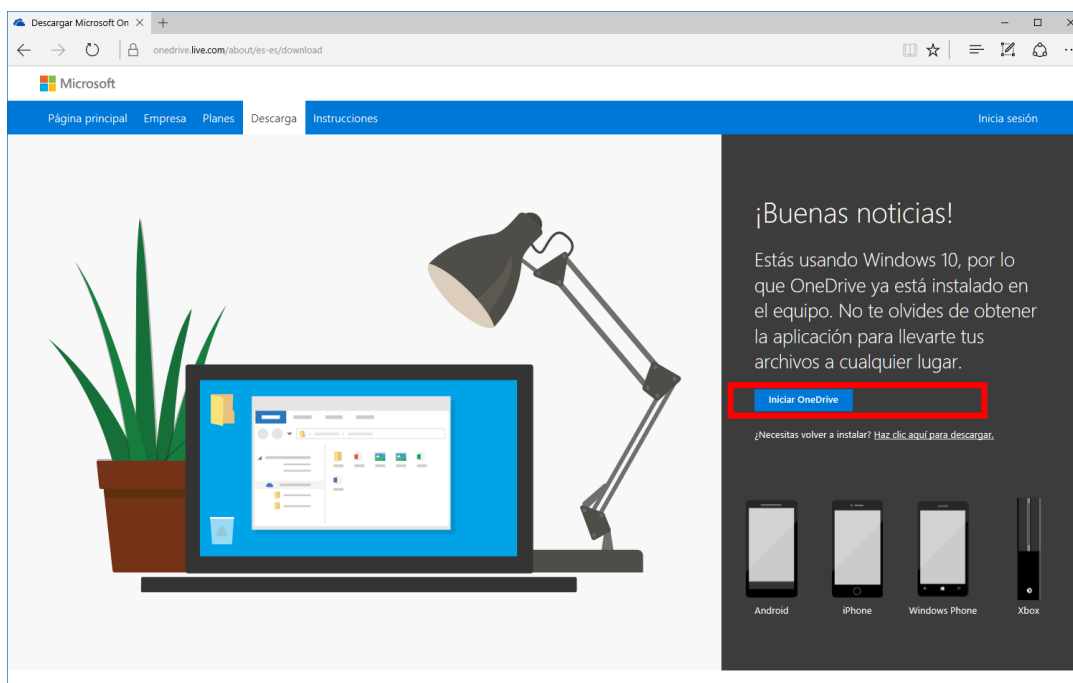 Descargar Microsoft On
onedrive.live.com/about/es-es/download
Microsoft
Página principal Empresa Planes Descarga Instrucciones Inicia sesión
¡Buenas noticias!
Estás usando Windows 10, por lo
que OneDrive ya está instalado en
el equipo. No te olvides de obtener
la aplicación para llevarte tus
archivos a cualquier lugar.
Iniciar OneDrive
¿Necesitas volver a instalar? Haz clic aquí para descargar.
Android iPhone Windows Phone Xbox